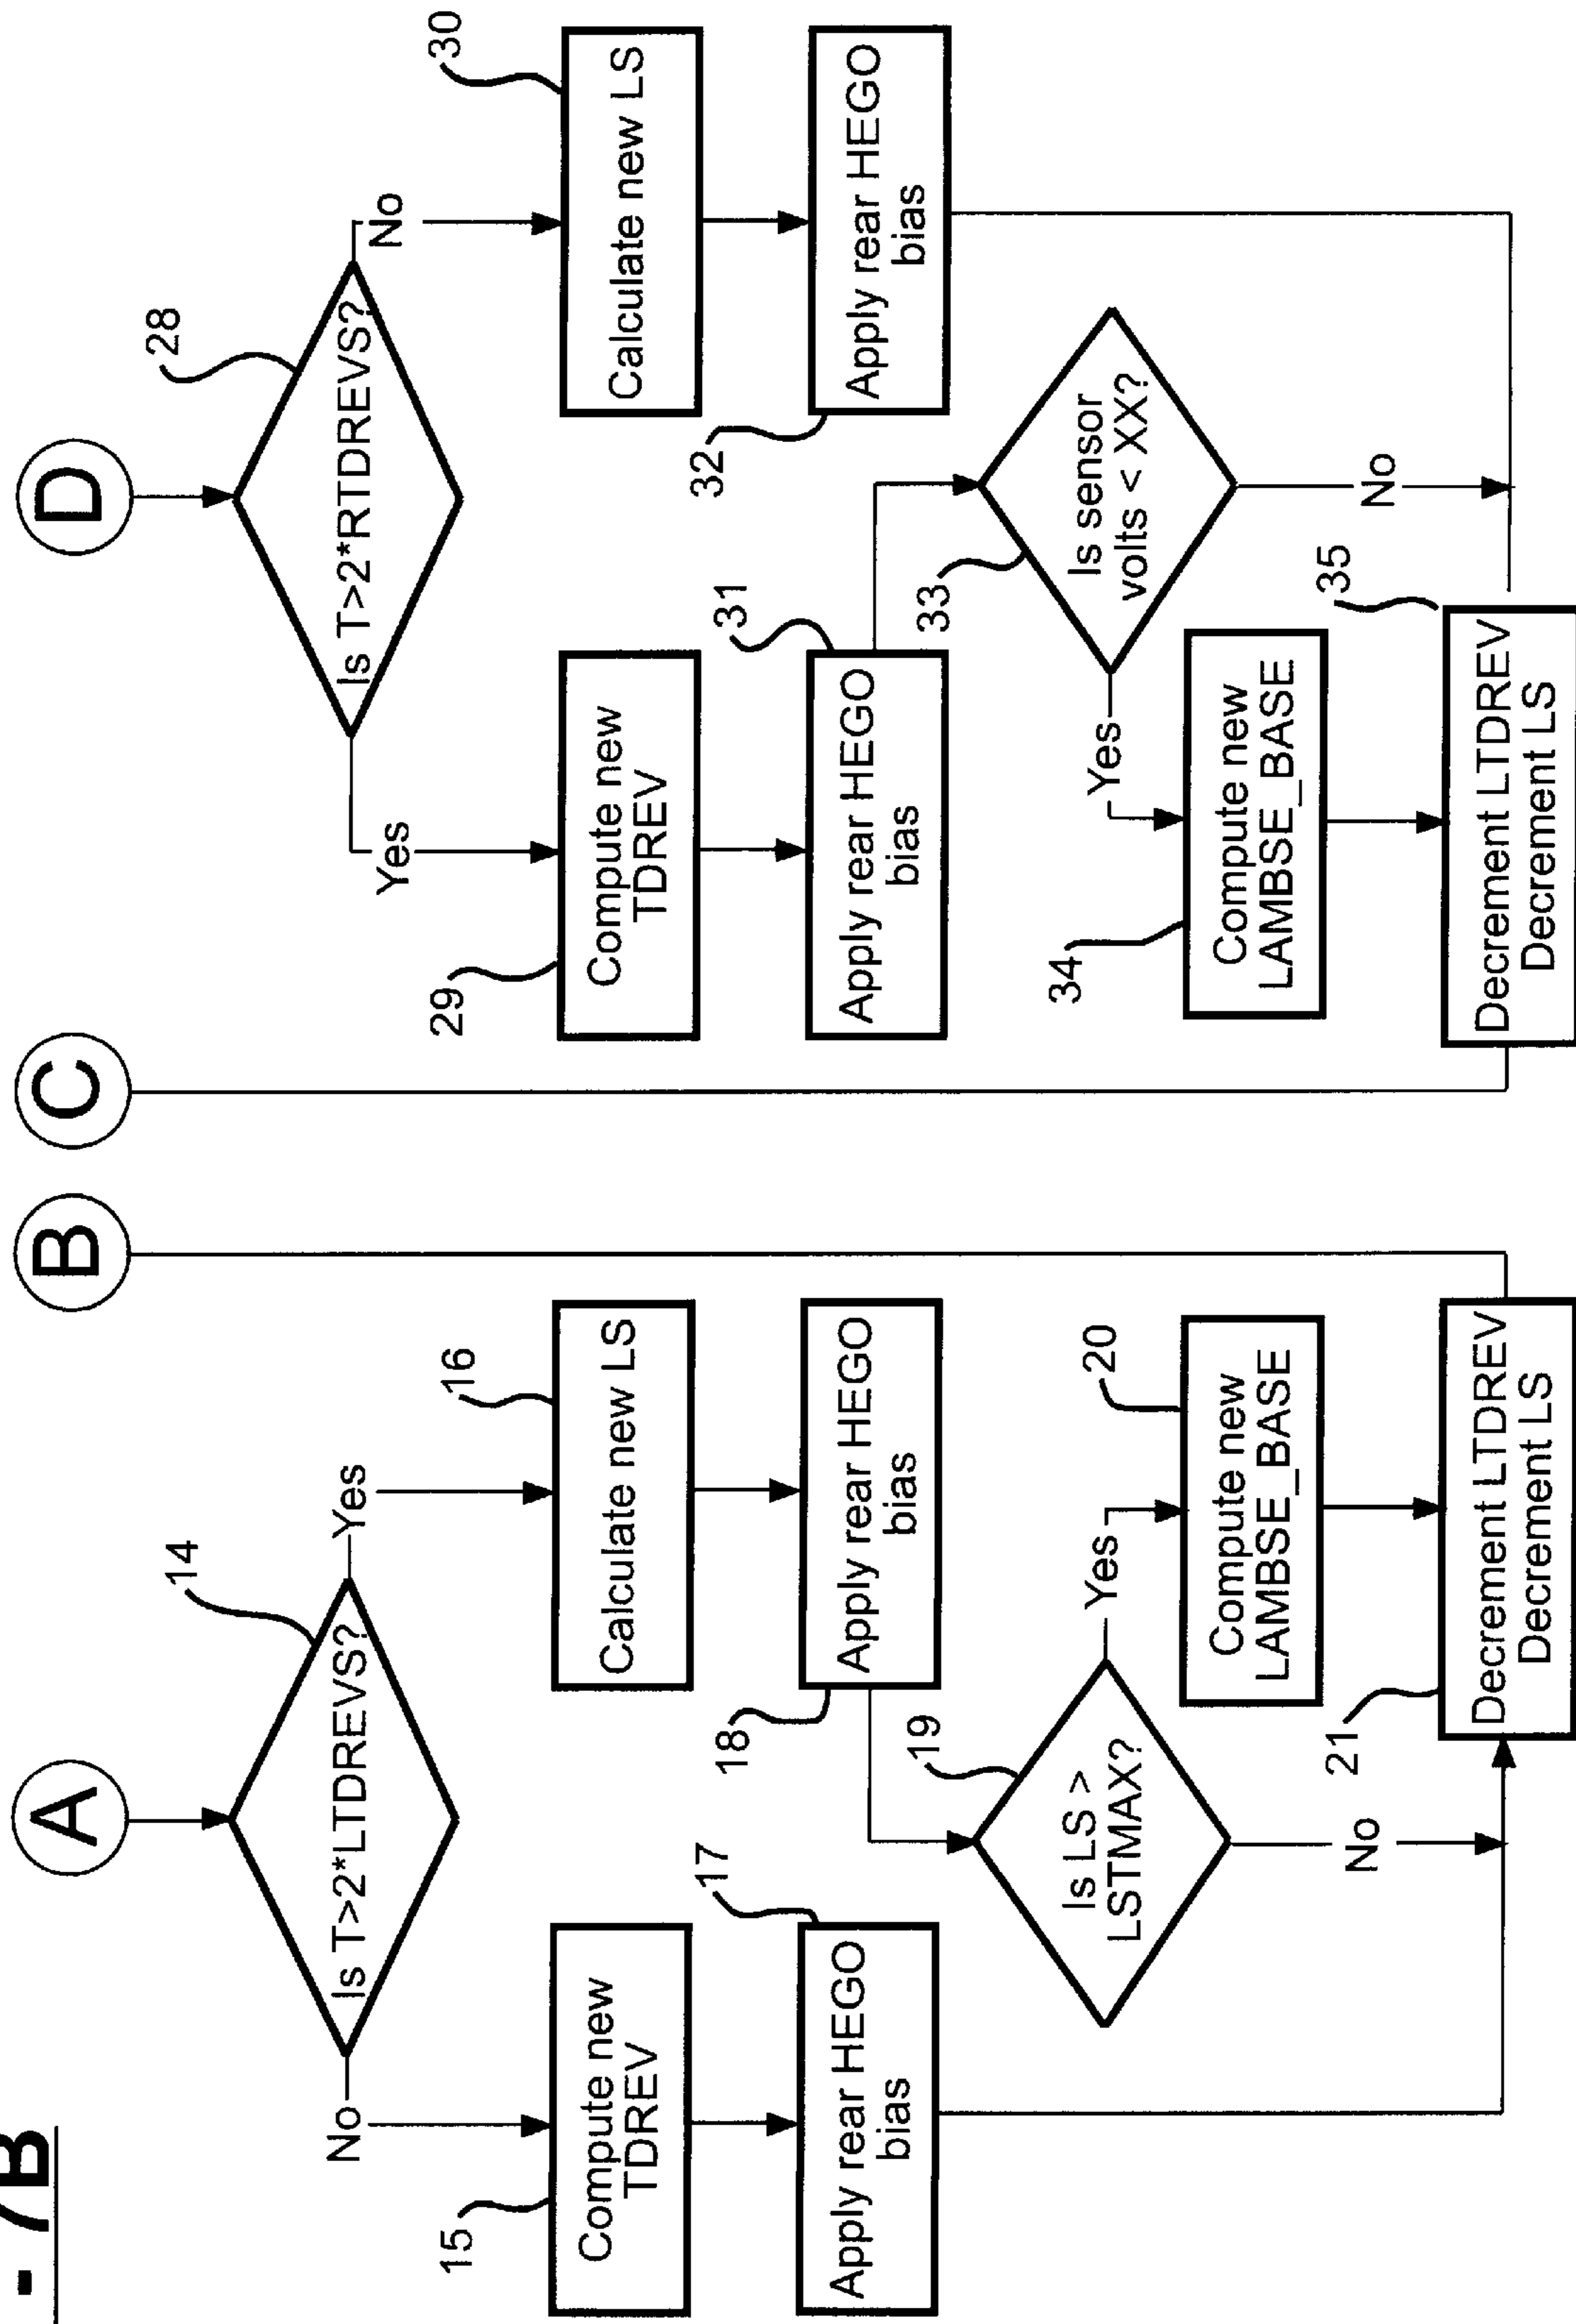 - 7B
A
B
C
D
14
Is T>2*LTDREVS?
No
Yes
15
Compute new
TDREV
16
Calculate new LS
17
Apply rear HEGO
bias
18
Apply rear HEGO
bias
19
Is LS >
LSTMAX?
Yes
No
20
Compute new
LAMBSE_BASE
21
Decrement LTDREV
Decrement LS
28
Is T>2*RTDREVS?
Yes
No
29
Compute new
TDREV
30
Calculate new LS
31
Apply rear HEGO
bias
32
Apply rear HEGO
bias
33
Is sensor
volts < XX?
Yes
No
34
Compute new
LAMBSE_BASE
35
Decrement LTDREV
Decrement LS